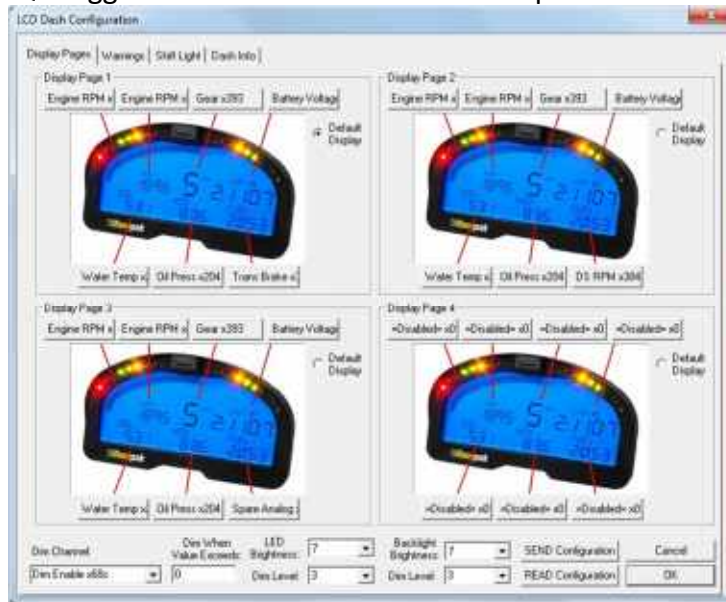 LCD Dash Configuration
Display Pages | Warnings | Shift Light | Dash Info
Display Page 1
Engine RPM x Engine RPM x Gear x393 Battery Voltage
Default Display
Water Temp x Oil Press x204 Trans Brake x
Display Page 2
Engine RPM x Engine RPM x Gear x393 Battery Voltage
Default Display
Water Temp x Oil Press x204 DS RPM x304
Display Page 3
Engine RPM x Engine RPM x Gear x393 Battery Voltage
Default Display
Water Temp x Oil Press x204 Spare Analog
Display Page 4
=Disabled= x0 =Disabled= x0 =Disabled= x0 =Disabled= x0
Default Display
=Disabled= x0 =Disabled= x0 =Disabled= x0
Dim Channel
Dim Enable x68s
Dim When Value Exceeds:
0
LED Brightness: 7
Dim Level: 3
Backlight Brightness: 7
Dim Level: 3
SEND Configuration
READ Configuration
Cancel
OK